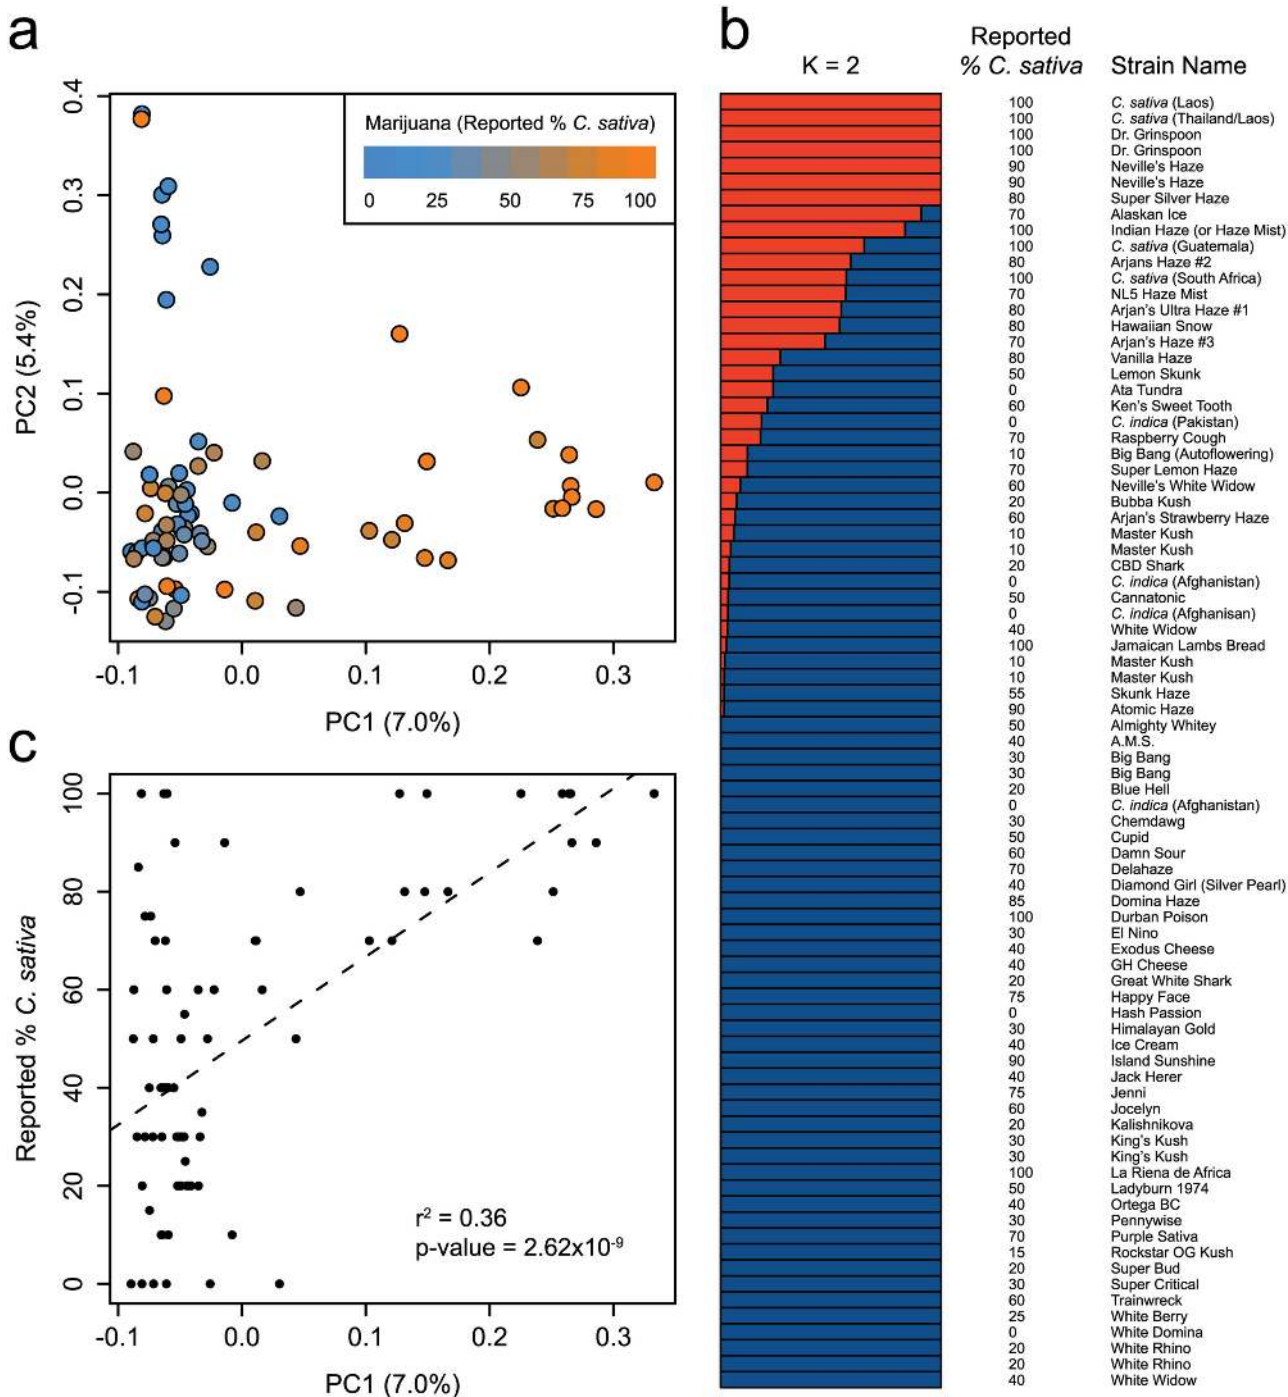 a
PC2 (5.4%)
0.4
0.3
0.2
0.1
0.0
-0.1
Marijuana (Reported % C. sativa)
0 25 50 75 100
-0.1 0.0 0.1 0.2 0.3
PC1 (7.0%)
c
Reported % C. sativa
100
80
60
40
20
0
r² = 0.36
p-value = 2.62x10⁻⁹
-0.1 0.0 0.1 0.2 0.3
PC1 (7.0%)
b
K = 2
Reported
% C. sativa Strain Name
100 C. sativa (Laos)
100 C. sativa (Thailand/Laos)
100 Dr. Grinspoon
100 Dr. Grinspoon
90 Neville's Haze
90 Neville's Haze
80 Super Silver Haze
70 Alaskan Ice
100 Indian Haze (or Haze Mist)
100 C. sativa (Guatemala)
80 Arjans Haze #2
100 C. sativa (South Africa)
70 NL5 Haze Mist
80 Arjan's Ultra Haze #1
80 Hawaiian Snow
70 Arjan's Haze #3
80 Vanilla Haze
50 Lemon Skunk
0 Ata Tundra
60 Ken's Sweet Tooth
0 C. indica (Pakistan)
70 Raspberry Cough
10 Big Bang (Autoflowering)
70 Super Lemon Haze
60 Neville's White Widow
20 Bubba Kush
60 Arjan's Strawberry Haze
10 Master Kush
10 Master Kush
20 CBD Shark
0 C. indica (Afghanistan)
50 Cannatonic
0 C. indica (Afghanisan)
40 White Widow
100 Jamaican Lambs Bread
10 Master Kush
10 Master Kush
55 Skunk Haze
90 Atomic Haze
50 Almighty Whitey
40 A.M.S.
30 Big Bang
30 Big Bang
20 Blue Hell
0 C. indica (Afghanistan)
30 Chemdawg
50 Cupid
60 Damn Sour
70 Delahaze
40 Diamond Girl (Silver Pearl)
85 Domina Haze
100 Durban Poison
30 El Nino
40 Exodus Cheese
40 GH Cheese
20 Great White Shark
75 Happy Face
0 Hash Passion
30 Himalayan Gold
40 Ice Cream
90 Island Sunshine
40 Jack Herer
75 Jenni
60 Jocelyn
20 Kalishnikova
30 King's Kush
30 King's Kush
100 La Riena de Africa
50 Ladyburn 1974
40 Ortega BC
30 Pennywise
70 Purple Sativa
15 Rockstar OG Kush
20 Super Bud
30 Super Critical
60 Trainwreck
25 White Berry
0 White Domina
20 White Rhino
20 White Rhino
40 White Widow